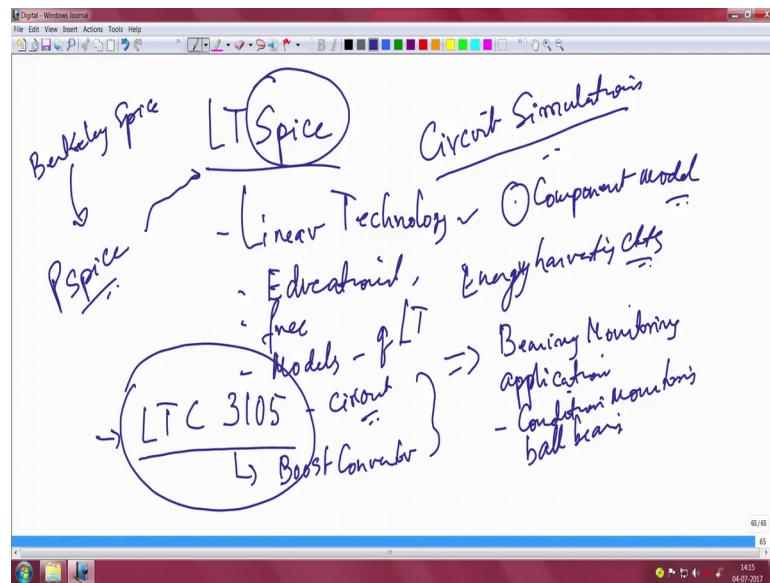 Digital - Windows Journal
File Edit View Insert Actions Tools Help
Berkeley Spice
PSpice
LTSpice
Circuit Simulations
- Linear Technology
Component model
- Educational,
Energy harvesting ckts
- free
- Models - of LT
LTC 3105 - circuit
Boost Converter
=> Bearing Monitoring
application
- Condition Monitoring
ball bearing
65/65
65
14:15
04-07-2017